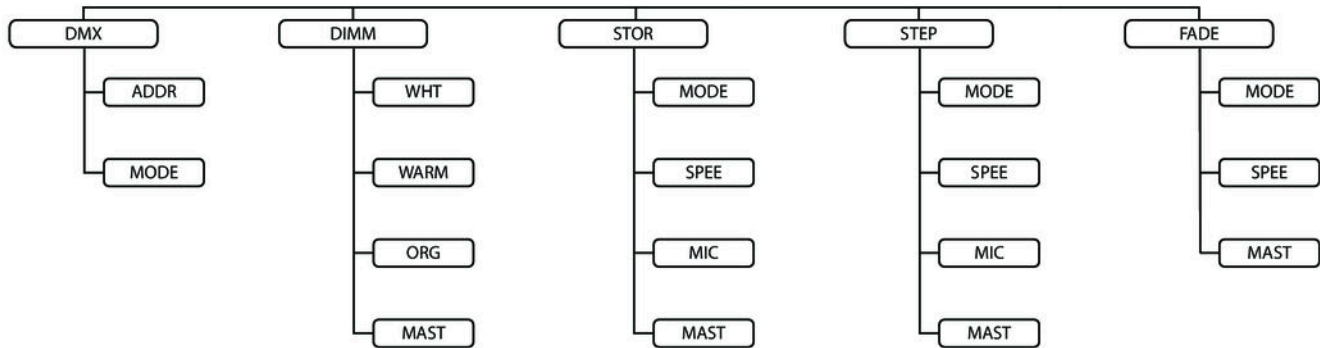 DMX DIMM STOR STEP FADE
ADDR WHT MODE MODE MODE
MODE WARM SPEE SPEE SPEE
ORG MIC MIC MAST
MAST MAST MAST